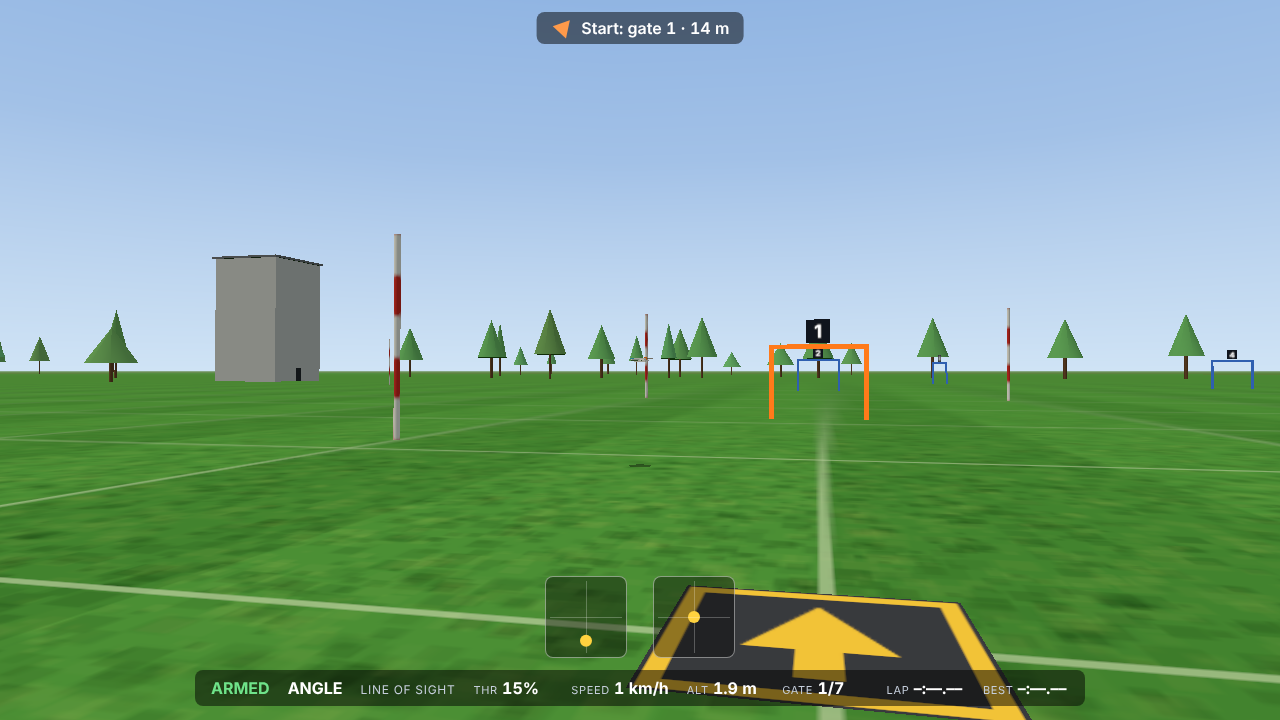 Start: gate 1 · 14 m
1
2
4
ARMED ANGLE LINE OF SIGHT THR 15% SPEED 1 km/h ALT 1.9 m GATE 1/7 LAP –:––.–– BEST –:––.––